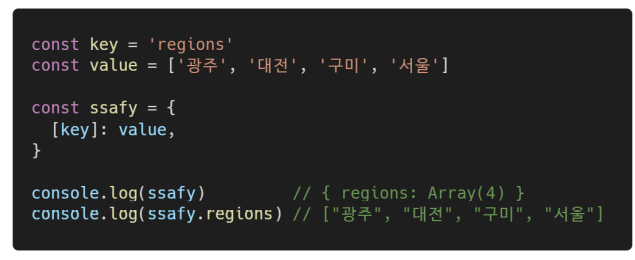 const key = 'regions'
const value = ['광주', '대전', '구미', '서울']
const ssafy = {
[key]: value,
}
console.log(ssafy) // { regions: Array(4) }
console.log(ssafy.regions) // ["광주", "대전", "구미", "서울"]